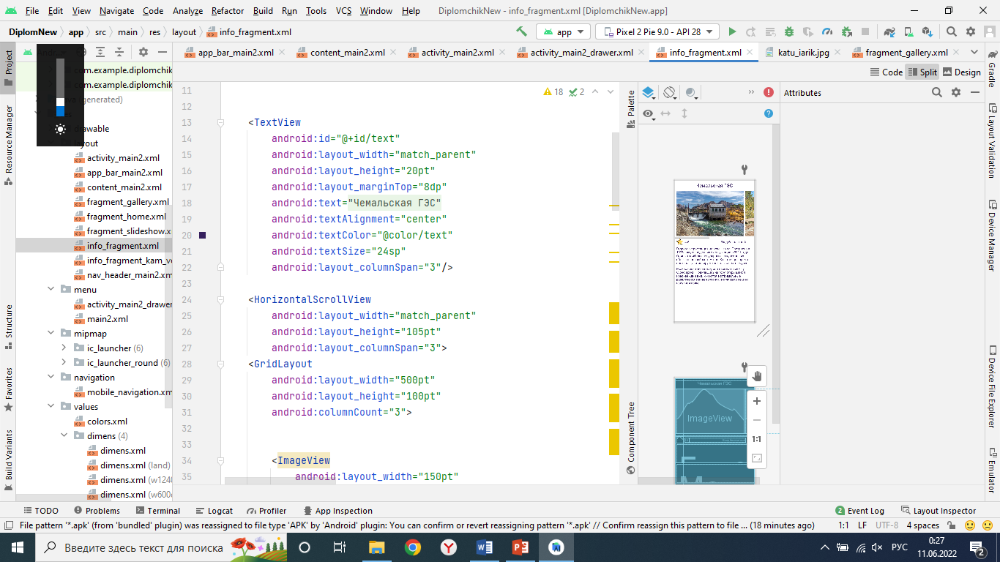 File Edit View Navigate Code Analyze Refactor Build Run Tools VCS Window Help DiplomchikNew - info_fragment.xml [DiplomchikNew.app]
DiplomNew app src main res layout info_fragment.xml app Pixel 2 Pie 9.0 - API 28
app_bar_main2.xml content_main2.xml activity_main2.xml activity_main2_drawer.xml info_fragment.xml katu_iarik.jpg fragment_gallery.xml
Code Split Design
Project
Resource Manager
Structure
Favorites
Build Variants
com.example.diplomchik
com.example.diplomchik
(generated)
drawable
layout
activity_main2.xml
app_bar_main2.xml
content_main2.xml
fragment_gallery.xml
fragment_home.xml
fragment_slideshow.x
info_fragment.xml
info_fragment_kam_v
nav_header_main2.xm
menu
activity_main2_drawer
main2.xml
mipmap
ic_launcher (6)
ic_launcher_round (6)
navigation
mobile_navigation.xm
values
colors.xml
dimens (4)
dimens.xml
dimens.xml (land)
dimens.xml (w1240
dimens.xml (w600d
18 2
11
12
13 <TextView
14 android:id="@+id/text"
15 android:layout_width="match_parent"
16 android:layout_height="20pt"
17 android:layout_marginTop="8dp"
18 android:text="Чемальская ГЭС"
19 android:textAlignment="center"
20 android:textColor="@color/text"
21 android:textSize="24sp"
22 android:layout_columnSpan="3"/>
23
24 <HorizontalScrollView
25 android:layout_width="match_parent"
26 android:layout_height="105pt"
27 android:layout_columnSpan="3">
28 <GridLayout
29 android:layout_width="500pt"
30 android:layout_height="100pt"
31 android:columnCount="3">
32
33
34 <ImageView
35 android:layout_width="150pt"
Palette
Component Tree
Attributes
Чемальская ГЭС
Чемальская ГЭС
ImageView
1:1
Gradle
Layout Validation
Device Manager
Device File Explorer
Emulator
TODO Problems Terminal Logcat Profiler App Inspection 2 Event Log Layout Inspector
File pattern '*.apk' (from 'bundled' plugin) was reassigned to file type 'APK' by 'Android' plugin: You can confirm or revert reassigning pattern '*.apk' // Confirm reassign this pattern to file ... (18 minutes ago) 1:1 LF UTF-8 4 spaces
Введите здесь текст для поиска
РУС
0:27
11.06.2022
2